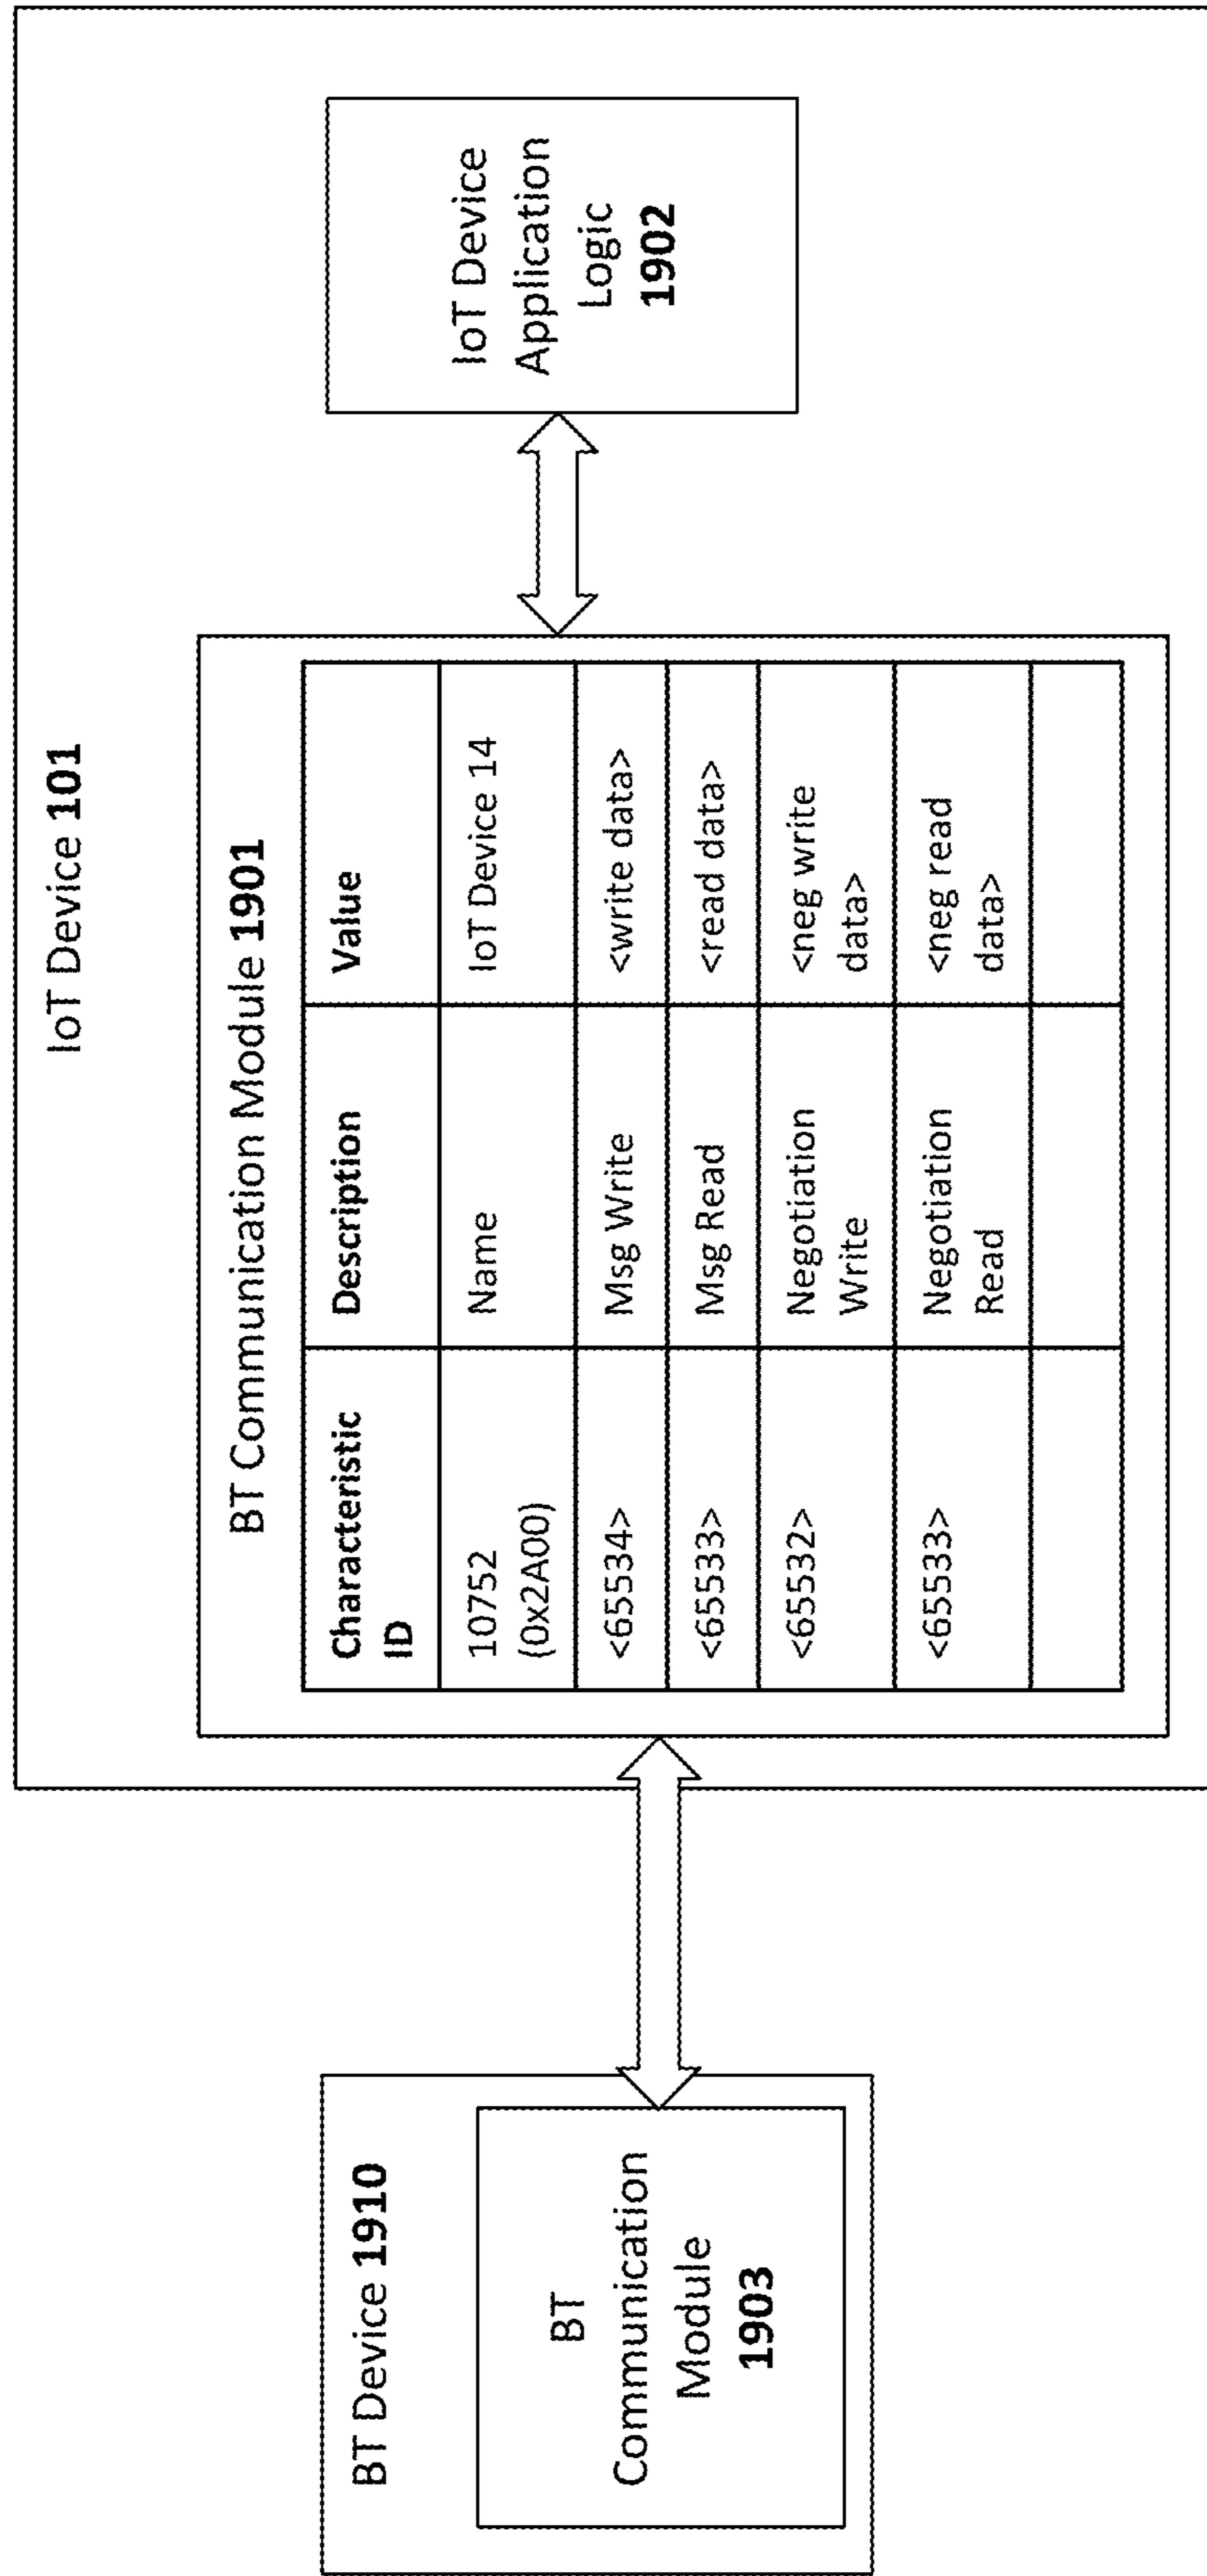 IoT Device 101
BT Device 1910
BT
Communication
Module
1903
BT Communication Module 1901
Characteristic
ID
Description
Value
10752
(0x2A00)
Name
IoT Device 14
<65534>
Msg Write
<write data>
<65533>
Msg Read
<read data>
<65532>
Negotiation
Write
<neg write
data>
<65533>
Negotiation
Read
<neg read
data>
IoT Device
Application
Logic
1902